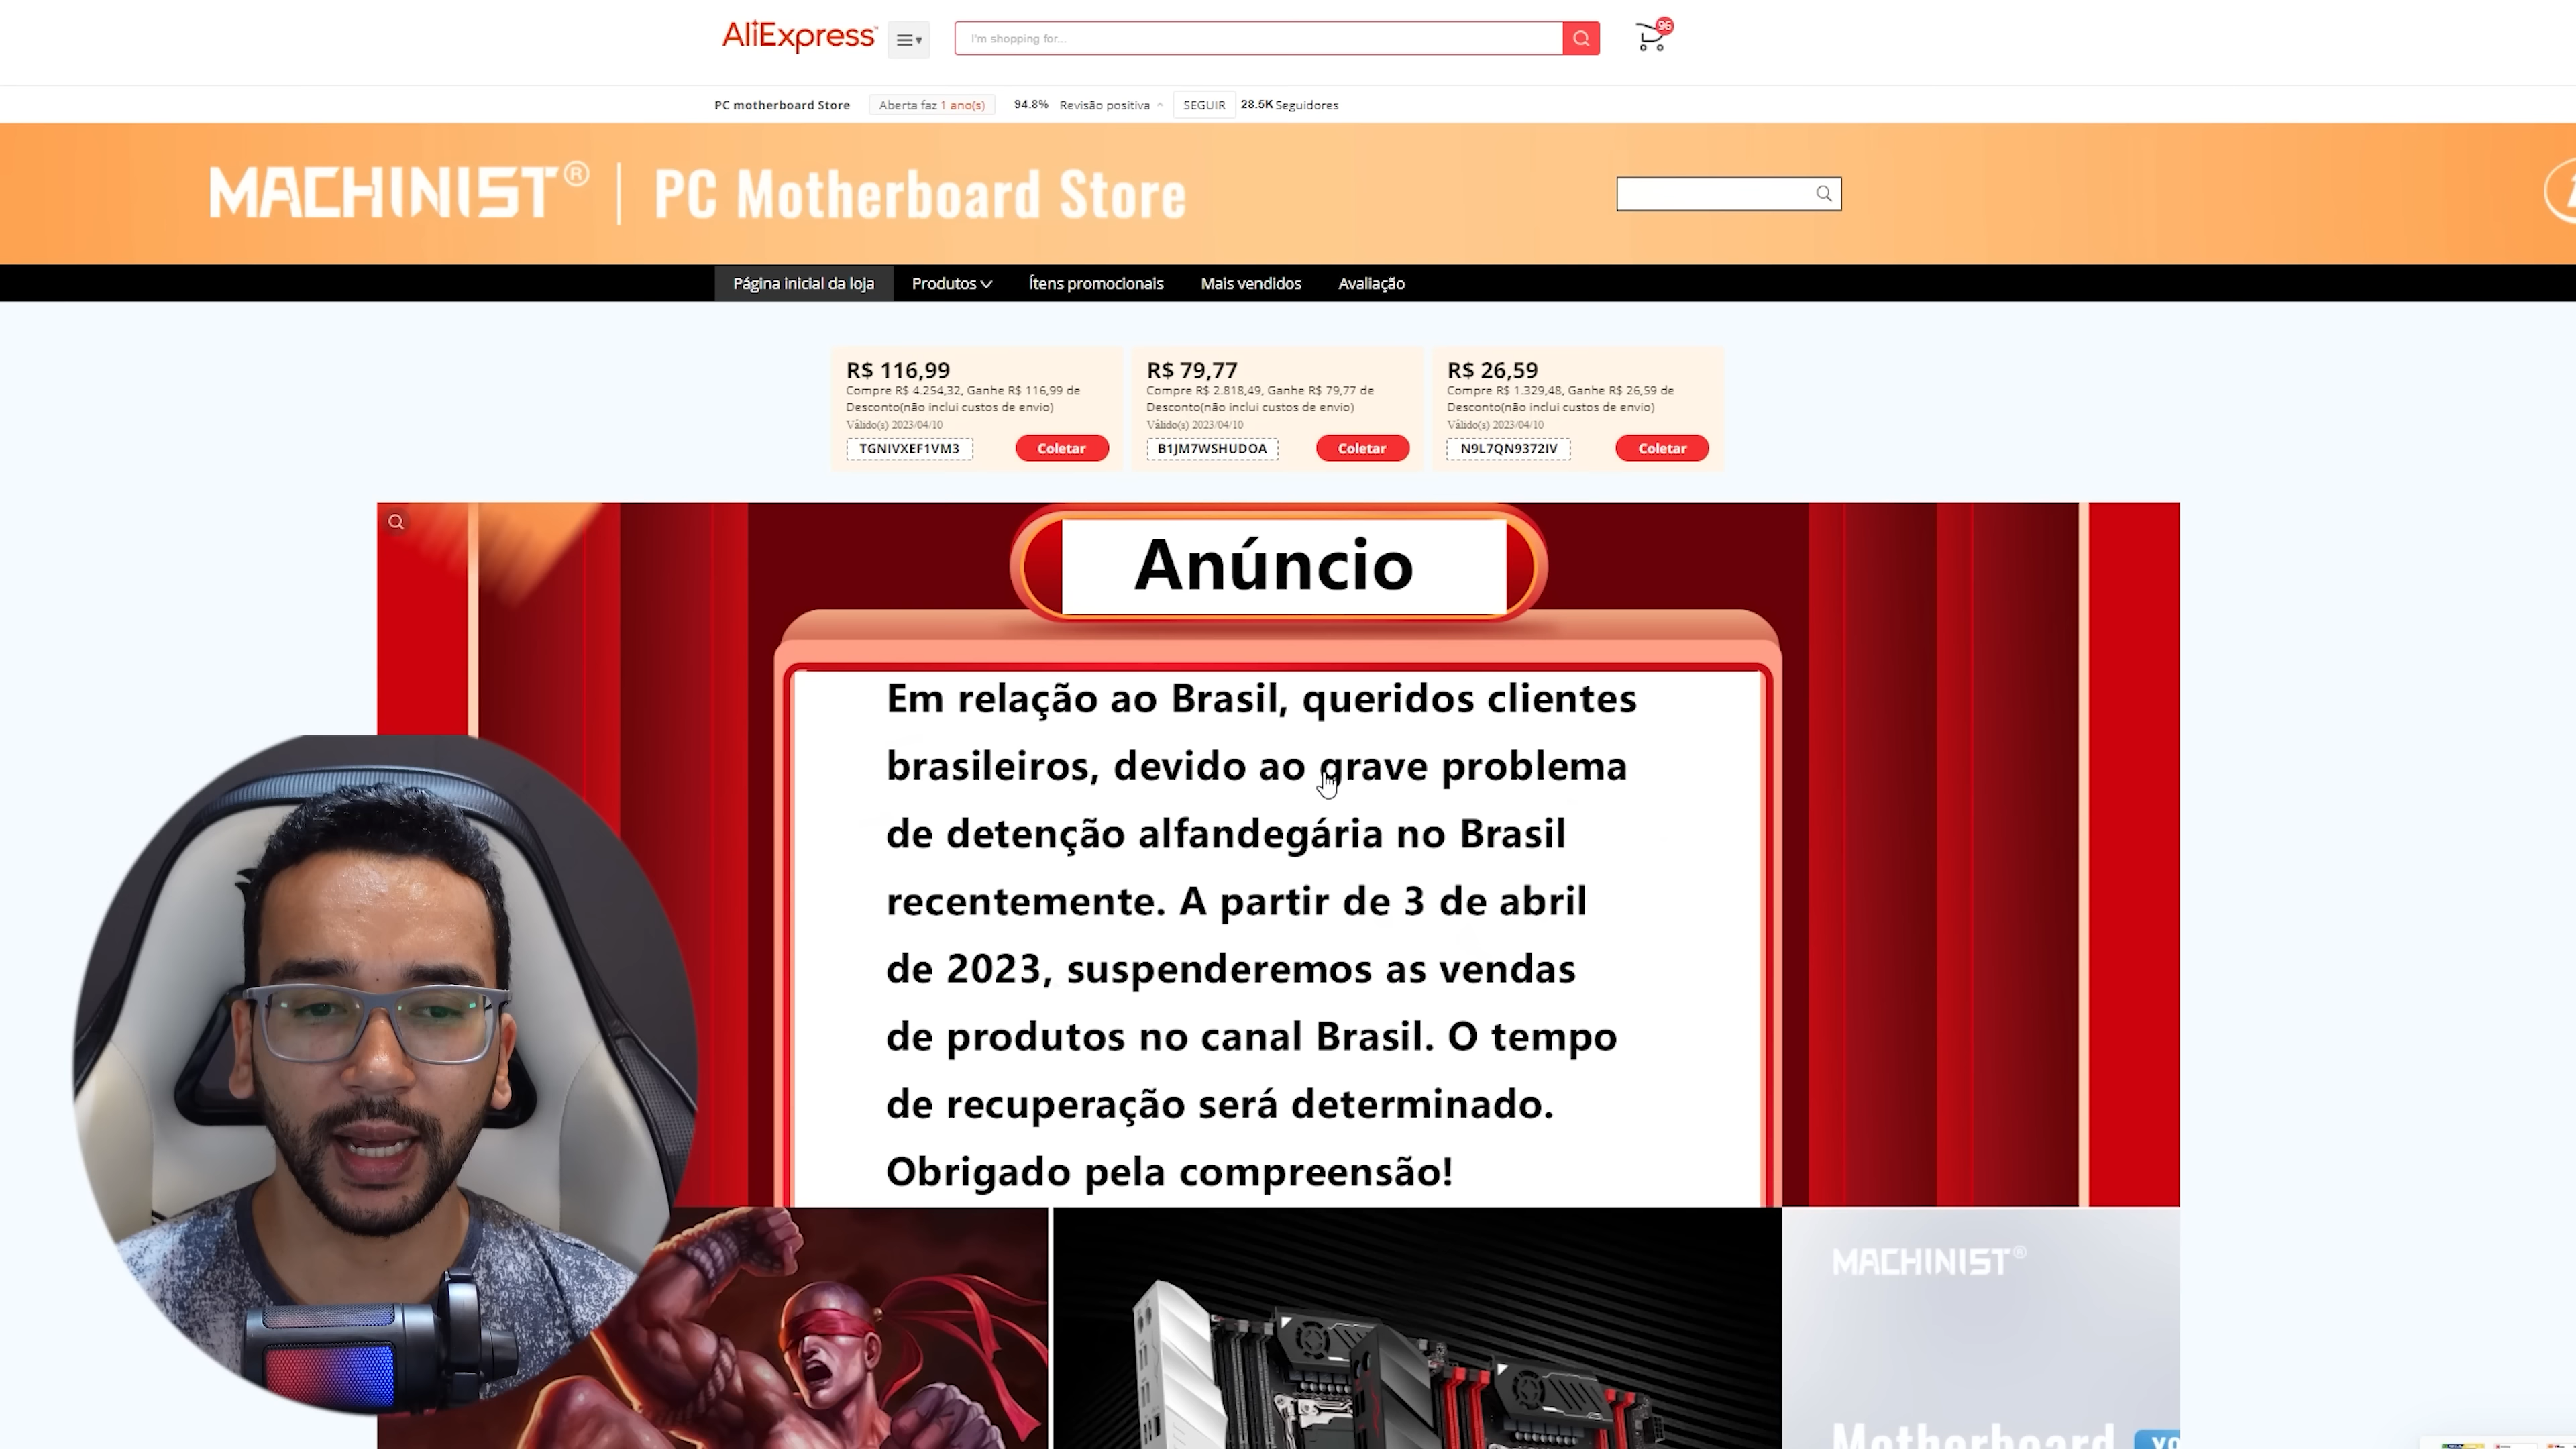 AliExpress
I'm shopping for...
96
PC motherboard Store Aberta faz 1 ano(s) 94.8% Revisão positiva SEGUIR 28.5K Seguidores
MACHINIST® | PC Motherboard Store
Página inicial da loja Produtos Ítens promocionais Mais vendidos Avaliação
R$ 116,99
Compre R$ 4.254,32, Ganhe R$ 116,99 de
Desconto(não inclui custos de envio)
Válido(s) 2023/04/10
TGNIVXEF1VM3 Coletar
R$ 79,77
Compre R$ 2.818,49, Ganhe R$ 79,77 de
Desconto(não inclui custos de envio)
Válido(s) 2023/04/10
B1JM7WSHUDOA Coletar
R$ 26,59
Compre R$ 1.329,48, Ganhe R$ 26,59 de
Desconto(não inclui custos de envio)
Válido(s) 2023/04/10
N9L7QN9372IV Coletar
Anúncio
Em relação ao Brasil, queridos clientes
brasileiros, devido ao grave problema
de detenção alfandegária no Brasil
recentemente. A partir de 3 de abril
de 2023, suspenderemos as vendas
de produtos no canal Brasil. O tempo
de recuperação será determinado.
Obrigado pela compreensão!
MACHINIST®
Motherboard